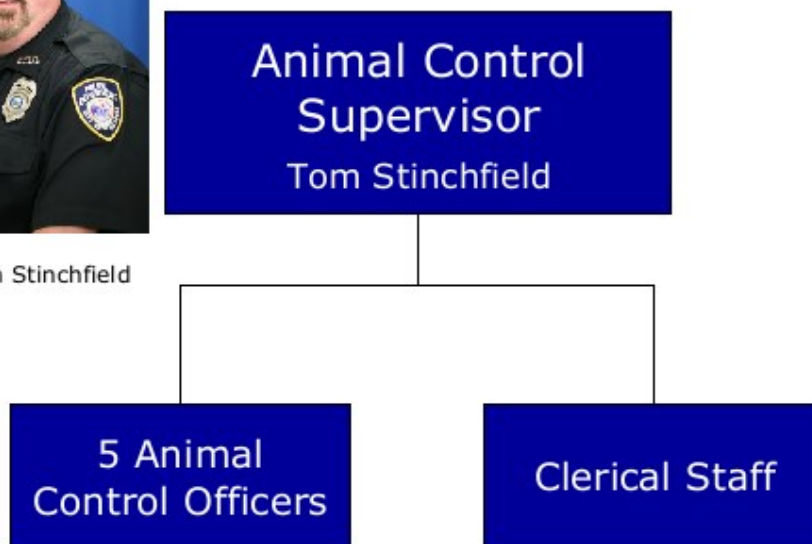 Animal Control
Supervisor
Tom Stinchfield
Stinchfield
5 Animal
Control Officers
Clerical Staff